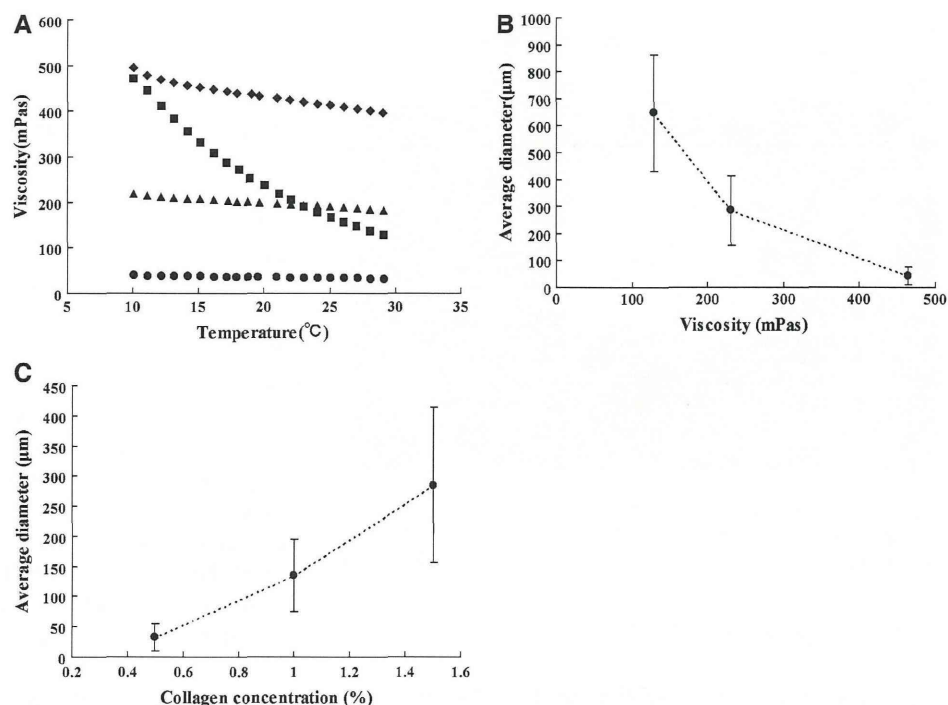 A
600
500
400
300
200
100
0
Viscosity(mPas)
5 10 15 20 25 30 35
Temperature(℃)
B
1000
900
800
700
600
500
400
300
200
100
0
Average diameter(µm)
0 100 200 300 400 500
Viscosity (mPas)
C
450
400
350
300
250
200
150
100
50
0
Average diameter (µm)
0.2 0.4 0.6 0.8 1 1.2 1.4 1.6
Collagen concentration (%)